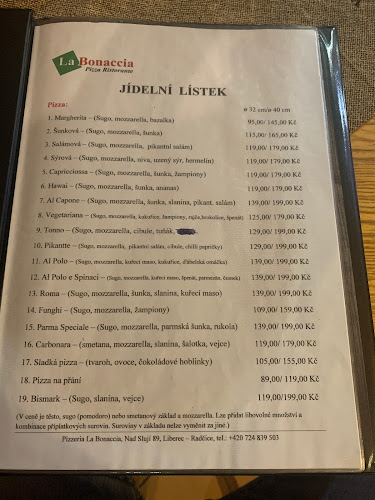 La Bonaccia
Pizza Ristorante
JÍDELNÍ LÍSTEK
Pizza: ø 32 cm/ø 40 cm
1. Margherita – (Sugo, mozzarella, bazalka) 95,00/ 145,00 Kč
2. Šunková – (Sugo, mozzarella, šunka) 115,00/ 165,00 Kč
3. Salámová – (Sugo, mozzarella, pikantní salám) 119,00/ 179,00 Kč
4. Sýrová – (Sugo, mozzarella, niva, uzený sýr, hermelín) 119,00/ 179,00 Kč
5. Capricciossa – (Sugo, mozzarella, šunka, žampiony) 119,00/ 179,00 Kč
6. Hawai – (Sugo, mozzarella, šunka, ananas) 119,00/ 179,00 Kč
7. Al Capone – (Sugo, mozzarella, šunka, slanina, pikant. salám) 139,00/ 199,00 Kč
8. Vegetariana – (Sugo, mozzarella, kukuřice, žampiony, rajče,brokolice, špenát) 125,00/ 179,00 Kč
9. Tonno – (Sugo, mozzarella, cibule, tuňák, 129,00/ 199,00 Kč
10. Pikantte – (Sugo, mozzarella, pikantní salám, cibule, chilli papričky) 129,00/ 199,00 Kč
11. Al Polo – (Sugo, mozzarella, kuřecí maso, kukuřice, ďábelská omáčka) 139,00/ 199,00 Kč
12. Al Polo e Spinaci – (Sugo, mozzarella, kuřecí maso, špenát, parmezán, česnek) 139,00/ 199,00 Kč
13. Roma – (Sugo, mozzarella, šunka, slanina, kuřecí maso) 139,00/ 199,00 Kč
14. Funghi – (Sugo, mozzarella, žampiony) 109,00/ 159,00 Kč
15. Parma Speciale – (Sugo, mozzarella, parmská šunka, rukola) 139,00/ 199,00 Kč
16. Carbonara – (smetana, mozzarella, slanina, šalotka, vejce) 119,00/ 179,00 Kč
17. Sladká pizza – (tvaroh, ovoce, čokoládové hoblinky) 105,00/ 155,00 Kč
18. Pizza na přání 89,00/ 119,00 Kč
19. Bismark – (Sugo, slanina, vejce) 119,00/199,00 Kč
(V ceně je těsto, sugo (pomodoro) nebo smetanový základ a mozzarella. Lze přidat libovolné množství a
kombinace příplatkových surovin. Suroviny v základu nelze vyměnit za jiné.)
Pizzeria La Bonaccia, Nad Slují 89, Liberec – Radčice, tel.: +420 724 839 503